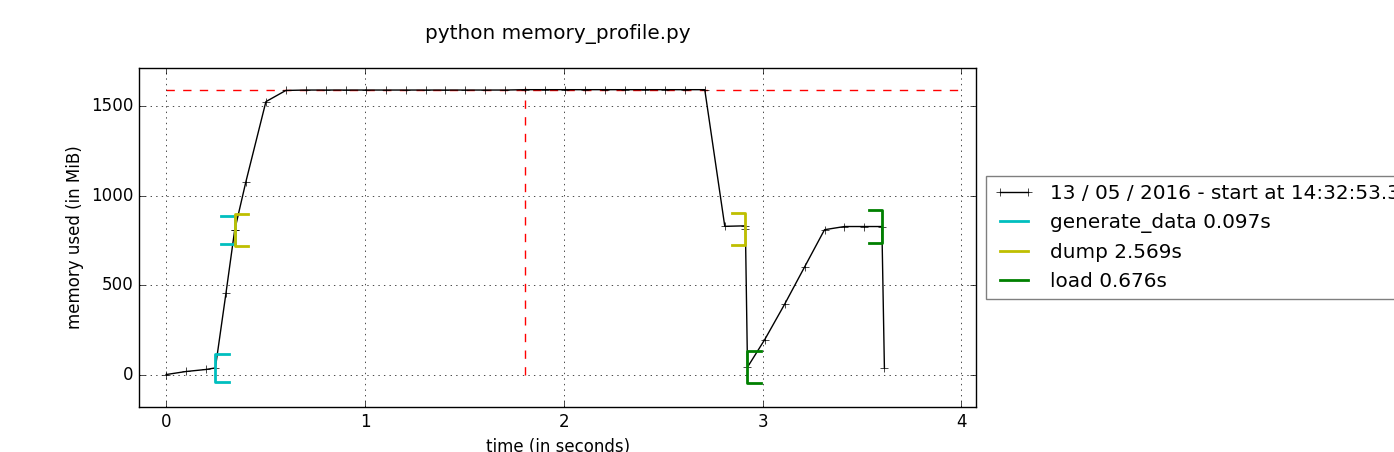 python memory_profile.py
1500
1000
500
0
memory used (in MiB)
0 1 2 3 4
time (in seconds)
13 / 05 / 2016 - start at 14:32:53.3
generate_data 0.097s
dump 2.569s
load 0.676s